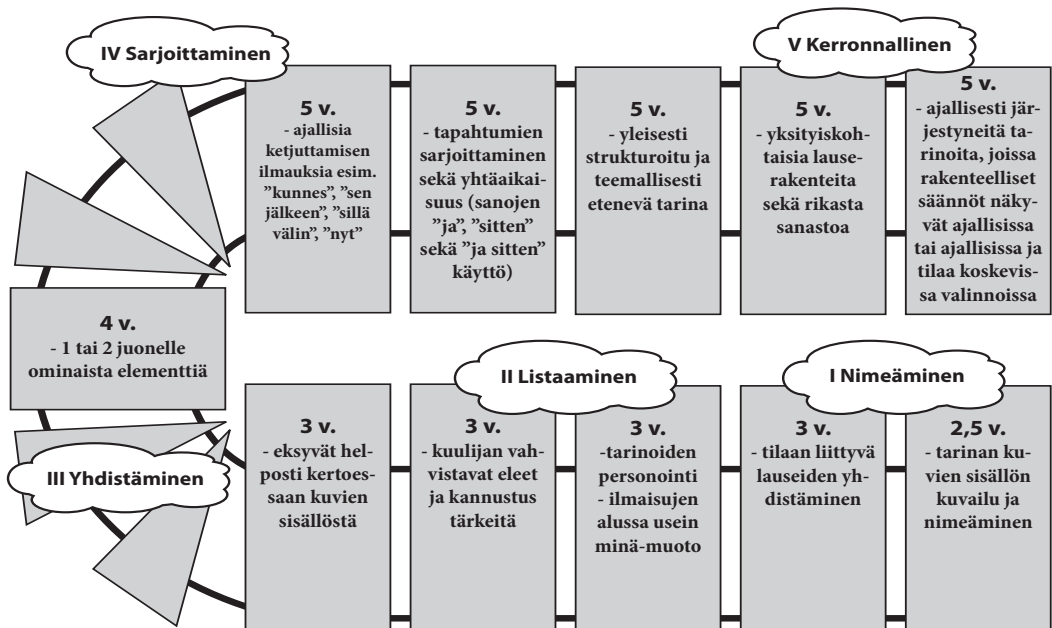 IV Sarjoittaminen
V Kerronnallinen
5 v.
- ajallisia
ketjuttamisen
ilmauksia esim.
”kunnes”, ”sen
jälkeen”, ”sillä
välin”, ”nyt”
5 v.
- tapahtumien
sarjoittaminen
sekä yhtäaikai-
suus (sanojen
”ja”, ”sitten”
sekä ”ja sitten”
käyttö)
5 v.
- yleisesti
strukturoitu ja
teemallisesti
etenevä tarina
5 v.
- yksityiskoh-
taisia lause-
rakenteita
sekä rikasta
sanastoa
5 v.
- ajallisesti jär-
jestyneitä ta-
rinoita, joissa
rakenteelliset
säännöt näky-
vät ajallisissa
tai ajallisissa ja
tilaa koskevis-
sa valinnoissa
4 v.
- 1 tai 2 juonelle
ominaista elementtiä
II Listaaminen
I Nimeäminen
III Yhdistäminen
3 v.
- eksyvät hel-
posti kertoes-
saan kuvien
sisällöstä
3 v.
- kuulijan vah-
vistavat eleet
ja kannustus
tärkeitä
3 v.
-tarinoiden
personointi
- ilmaisujen
alussa usein
minä-muoto
3 v.
- tilaan liittyvä
lauseiden yh-
distäminen
2,5 v.
- tarinan ku-
vien sisällön
kuvailu ja
nimeäminen